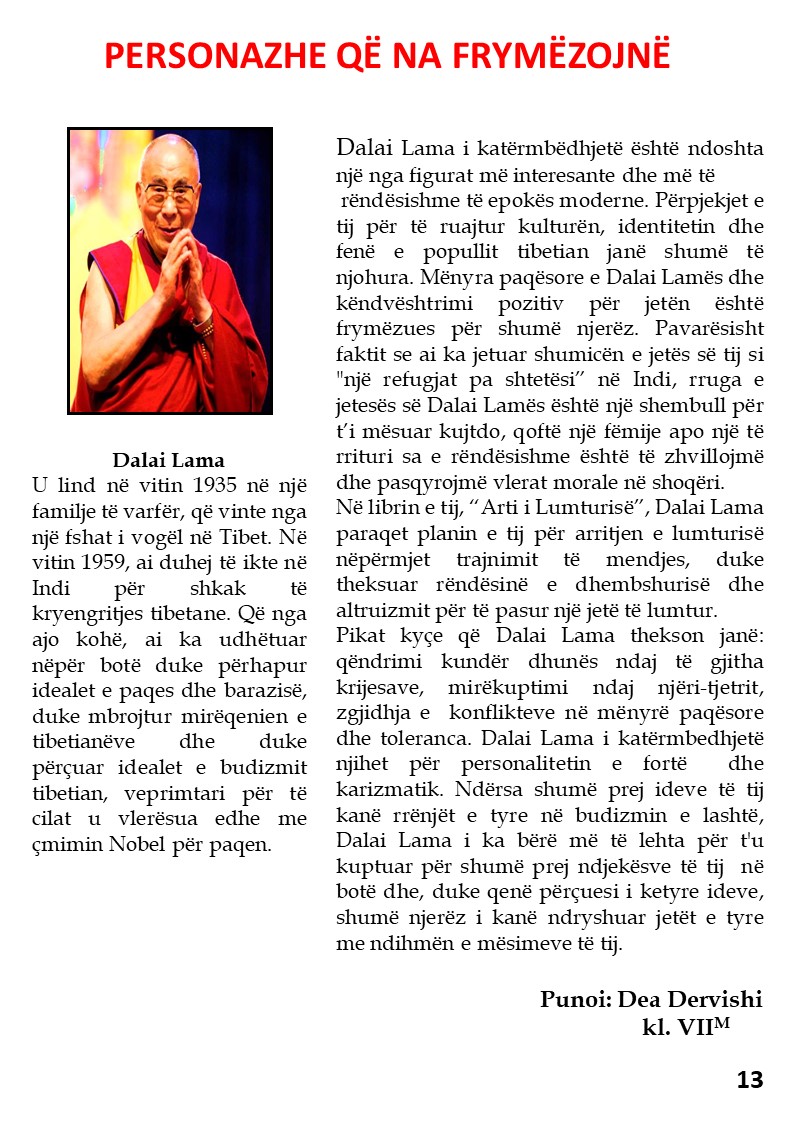 PERSONAZHE QË NA FRYMËZOJNË
Dalai Lama
U lind në vitin 1935 në një
familje të varfër, që vinte nga
një fshat i vogël në Tibet. Në
vitin 1959, ai duhej të ikte në
Indi për shkak të
kryengritjes tibetane. Që nga
ajo kohë, ai ka udhëtuar
nëpër botë duke përhapur
idealet e paqes dhe barazisë,
duke mbrojtur mirëqenien e
tibetianëve dhe duke
përçuar idealet e budizmit
tibetian, veprimtari për të
cilat u vlerësua edhe me
çmimin Nobel për paqen.
Dalai Lama i katërmbëdhjetë është ndoshta
një nga figurat më interesante dhe më të
rëndësishme të epokës moderne. Përpjekjet e
tij për të ruajtur kulturën, identitetin dhe
fenë e popullit tibetian janë shumë të
njohura. Mënyra paqësore e Dalai Lamës dhe
këndvështrimi pozitiv për jetën është
frymëzues për shumë njerëz. Pavarësisht
faktit se ai ka jetuar shumicën e jetës së tij si
"një refugjat pa shtetësi” në Indi, rruga e
jetesës së Dalai Lamës është një shembull për
t’i mësuar kujtdo, qoftë një fëmije apo një të
rrituri sa e rëndësishme është të zhvillojmë
dhe pasqyrojmë vlerat morale në shoqëri.
Në librin e tij, “Arti i Lumturisë”, Dalai Lama
paraqet planin e tij për arritjen e lumturisë
nëpërmjet trajnimit të mendjes, duke
theksuar rëndësinë e dhembshurisë dhe
altruizmit për të pasur një jetë të lumtur.
Pikat kyçe që Dalai Lama thekson janë:
qëndrimi kundër dhunës ndaj të gjitha
krijesave, mirëkuptimi ndaj njëri-tjetrit,
zgjidhja e konflikteve në mënyrë paqësore
dhe toleranca. Dalai Lama i katërmbedhjetë
njihet për personalitetin e fortë dhe
karizmatik. Ndërsa shumë prej ideve të tij
kanë rrënjët e tyre në budizmin e lashtë,
Dalai Lama i ka bërë më të lehta për t'u
kuptuar për shumë prej ndjekësve të tij në
botë dhe, duke qenë përçuesi i ketyre ideve,
shumë njerëz i kanë ndryshuar jetët e tyre
me ndihmën e mësimeve të tij.
Punoi: Dea Dervishi
kl. VIIᴹ
13